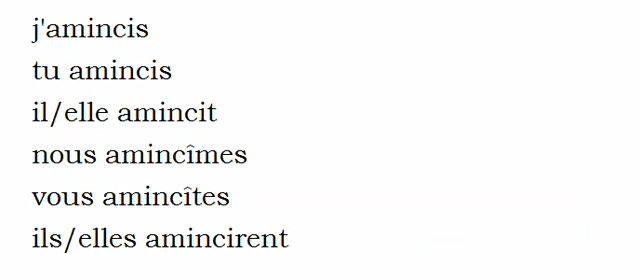 j'amincis
tu amincis
il/elle amincit
nous amincîmes
vous amincîtes
ils/elles amincirent